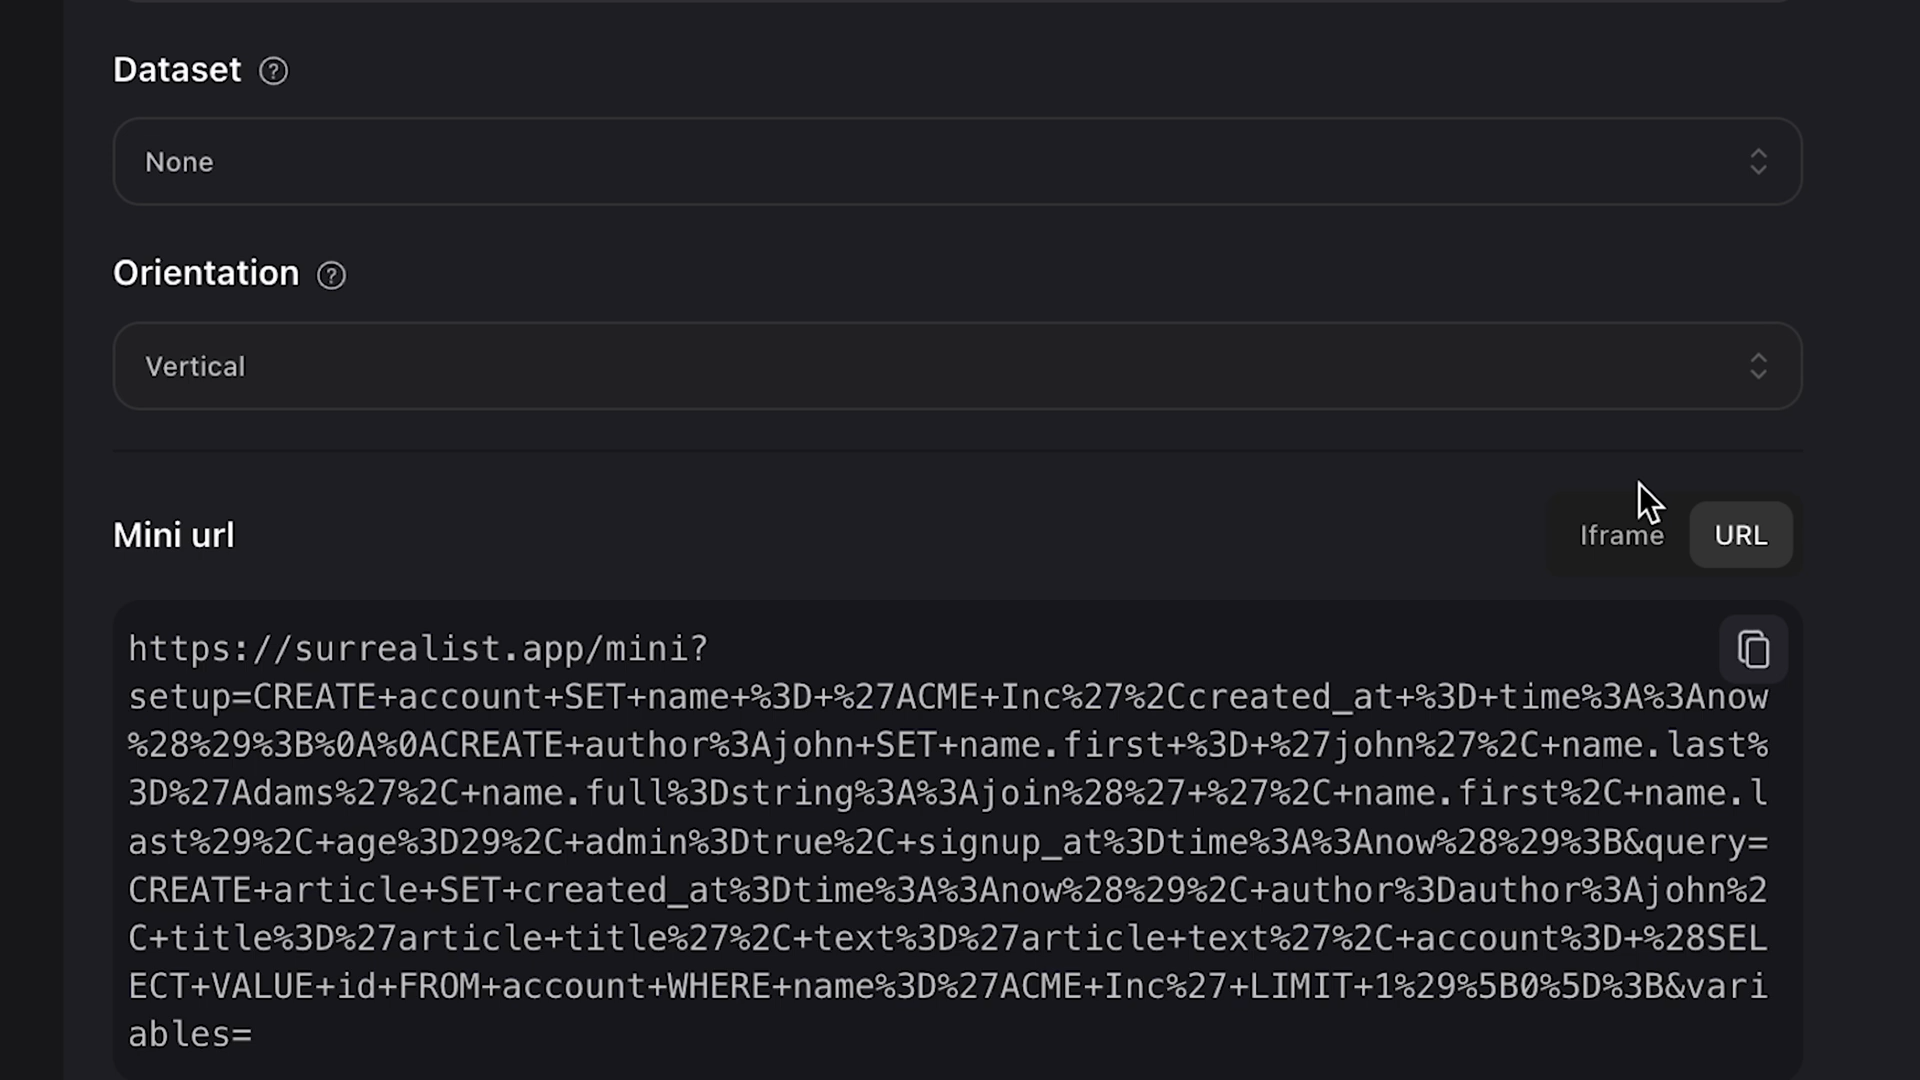 Dataset
None
Orientation
Vertical
Mini url
Iframe URL
https://surrealist.app/mini?
setup=CREATE+account+SET+name+%3D+%27ACME+Inc%27%2Ccreated_at+%3D+time%3A%3Anow
%28%29%3B%0A%0ACREATE+author%3Ajohn+SET+name.first+%3D+%27john%27%2C+name.last%
3D%27Adams%27%2C+name.full%3Dstring%3A%3Ajoin%28%27+%27%2C+name.first%2C+name.l
ast%29%2C+age%3D29%2C+admin%3Dtrue%2C+signup_at%3Dtime%3A%3Anow%28%29%3B&query=
CREATE+article+SET+created_at%3Dtime%3A%3Anow%28%29%2C+author%3Dauthor%3Ajohn%2
C+title%3D%27article+title%27%2C+text%3D%27article+text%27%2C+account%3D+%28SEL
ECT+VALUE+id+FROM+account+WHERE+name%3D%27ACME+Inc%27+LIMIT+1%29%5B0%5D%3B&vari
ables=